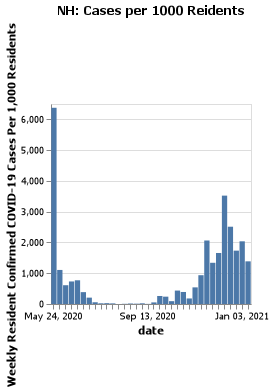 NH: Cases per 1000 Reidents
Weekly Resident Confirmed COVID-19 Cases Per 1,000 Residents
6,000
5,000
4,000
3,000
2,000
1,000
0
May 24, 2020
Sep 13, 2020
Jan 03, 2021
date